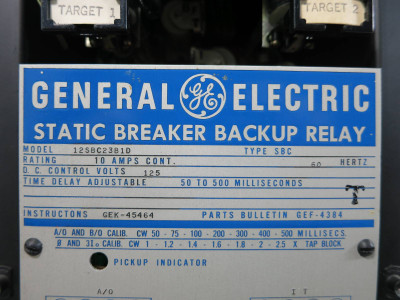 TARGET 1 TARGET 2
GENERAL GE ELECTRIC
STATIC BREAKER BACKUP RELAY
MODEL 12SBC23B1D TYPE SBC
RATING 10 AMPS CONT. 60 HERTZ
D.C. CONTROL VOLTS 125
TIME DELAY ADJUSTABLE 50 TO 500 MILLISECONDS
T
INSTRUCTONS GEK-45464 PARTS BULLETIN GEF-4384
A/O AND B/O CALIB. CW 50 - 75 - 100 - 200 - 300 - 400 - 500 MILLISECS.
Ø AND 3I₀ CALIB. CW 1 - 1.2 - 1.4 - 1.6 - 1.8 - 2 - 2.5 X TAP BLOCK
PICKUP INDICATOR
A/O I T